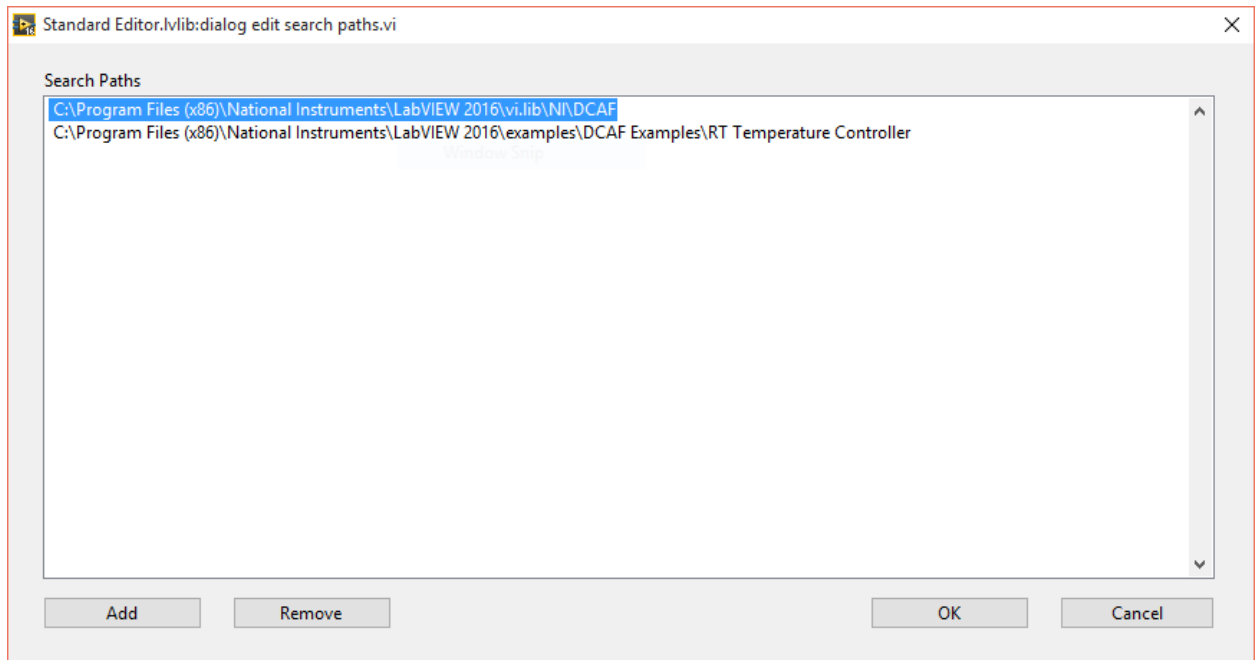 Standard Editor.lvlib:dialog edit search paths.vi
Search Paths
C:\Program Files (x86)\National Instruments\LabVIEW 2016\vi.lib\NI\DCAF
C:\Program Files (x86)\National Instruments\LabVIEW 2016\examples\DCAF Examples\RT Temperature Controller
Window Snip
Add Remove OK Cancel